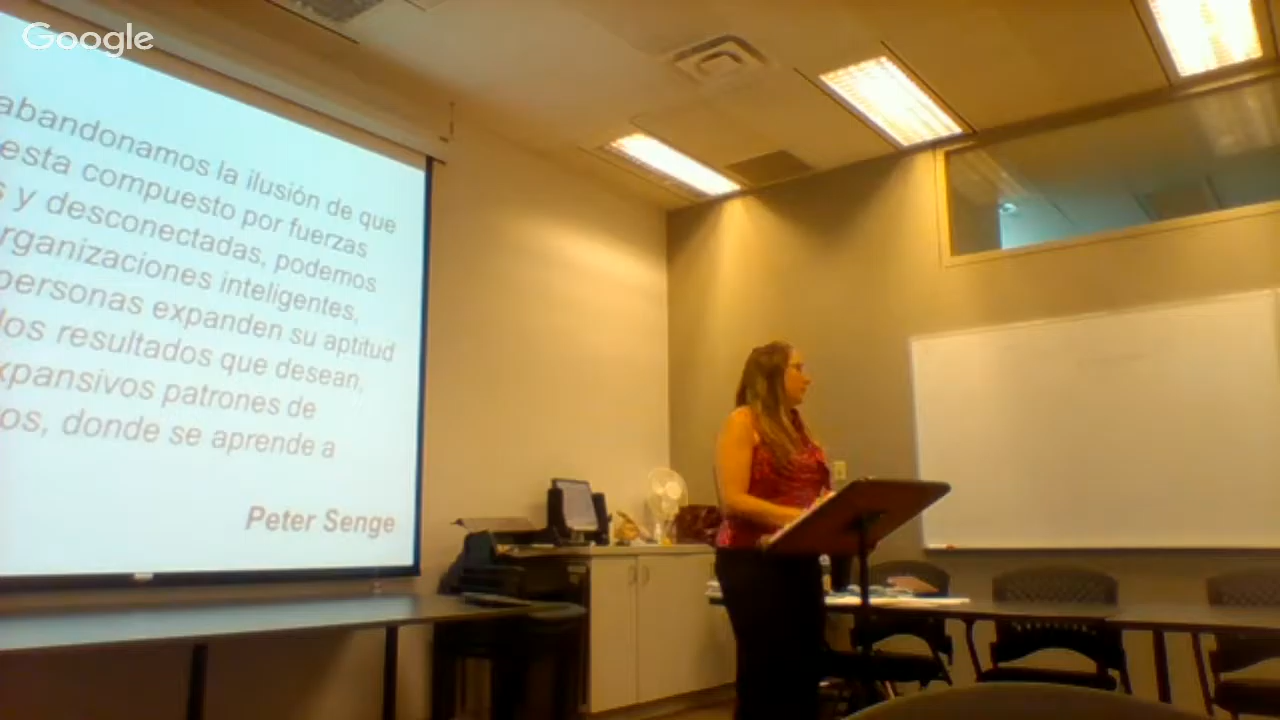 Google
abandonamos la ilusión de que
esta compuesto por fuerzas
s y desconectadas, podemos
rganizaciones inteligentes,
personas expanden su aptitud
los resultados que desean,
xpansivos patrones de
os, donde se aprende a
Peter Senge